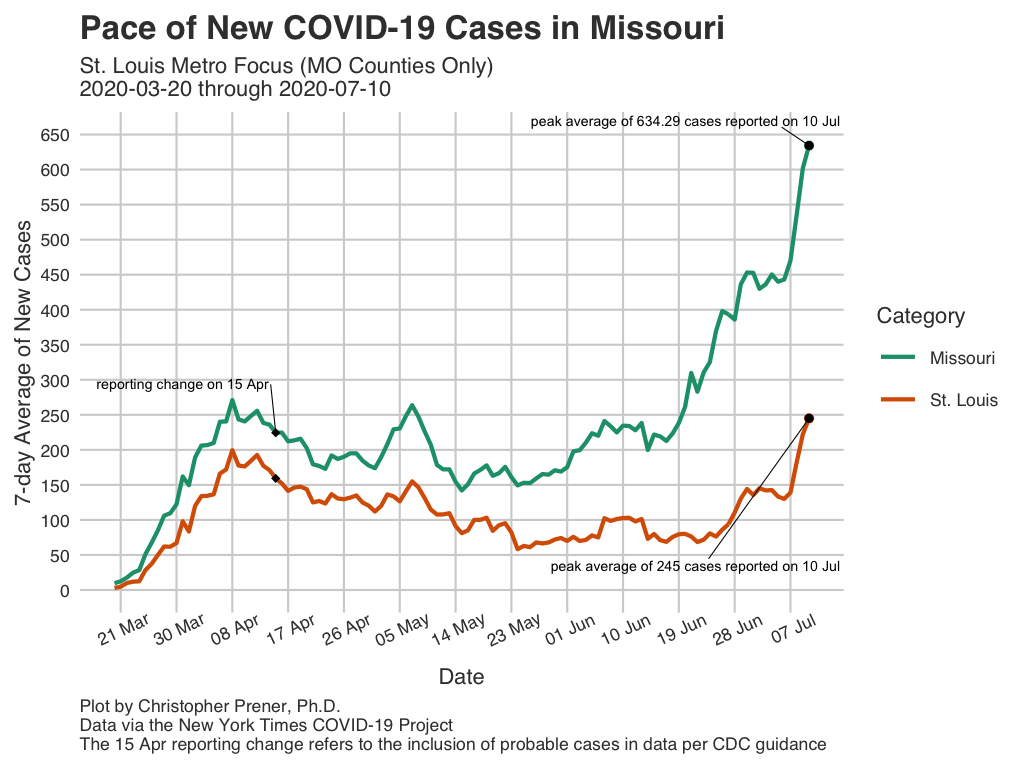 Pace of New COVID-19 Cases in Missouri
St. Louis Metro Focus (MO Counties Only)
2020-03-20 through 2020-07-10
peak average of 634.29 cases reported on 10 Jul
650
600
550
500
450
400
350
300
250
200
150
100
50
0
7-day Average of New Cases
reporting change on 15 Apr
peak average of 245 cases reported on 10 Jul
21 Mar
30 Mar
08 Apr
17 Apr
26 Apr
05 May
14 May
23 May
01 Jun
10 Jun
19 Jun
28 Jun
07 Jul
Date
Category
Missouri
St. Louis
Plot by Christopher Prener, Ph.D.
Data via the New York Times COVID-19 Project
The 15 Apr reporting change refers to the inclusion of probable cases in data per CDC guidance